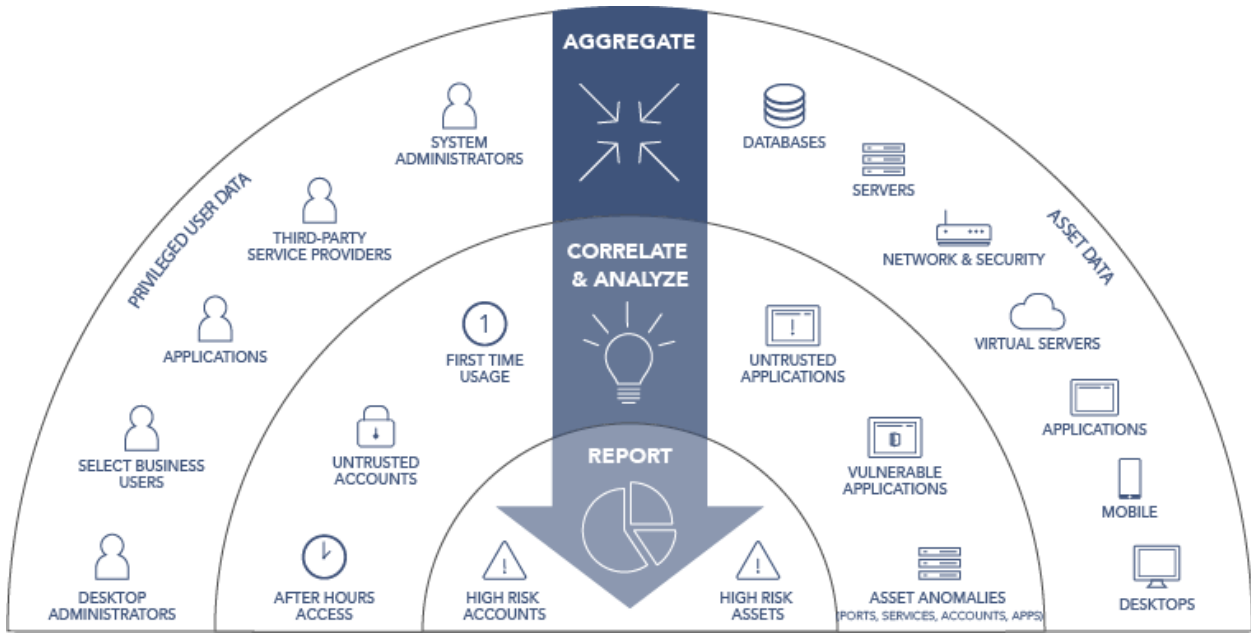 AGGREGATE
SYSTEM
ADMINISTRATORS
THIRD-PARTY
SERVICE PROVIDERS
PRIVILEGED USER DATA
APPLICATIONS
SELECT BUSINESS
USERS
DESKTOP
ADMINISTRATORS
DATABASES
SERVERS
NETWORK & SECURITY
ASSET DATA
VIRTUAL SERVERS
APPLICATIONS
MOBILE
DESKTOPS
CORRELATE
& ANALYZE
1
FIRST TIME
USAGE
UNTRUSTED
ACCOUNTS
AFTER HOURS
ACCESS
UNTRUSTED
APPLICATIONS
VULNERABLE
APPLICATIONS
ASSET ANOMALIES
(PORTS, SERVICES, ACCOUNTS, APPS)
REPORT
HIGH RISK
ACCOUNTS
HIGH RISK
ASSETS